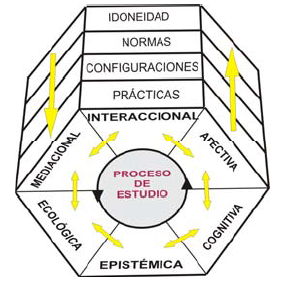 IDONEIDAD
NORMAS
CONFIGURACIONES
PRÁCTICAS
INTERACCIONAL
MEDIACIONAL
AFECTIVA
PROCESO
DE
ESTUDIO
ECOLÓGICA
COGNITIVA
EPISTÉMICA